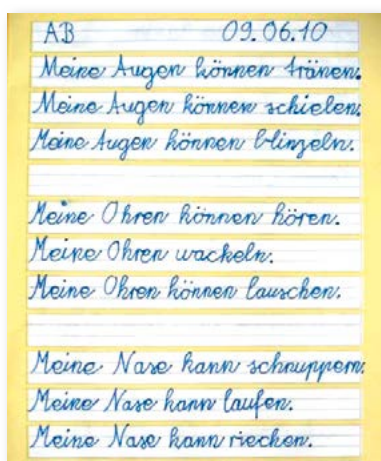 AB 09.06.10
Meine Augen können tränen.
Meine Augen können schielen.
Meine Augen können blinzeln.
Meine Ohren können hören.
Meine Ohren wackeln.
Meine Ohren können lauschen.
Meine Nase kann schnuppern.
Meine Nase kann laufen.
Meine Nase kann riechen.